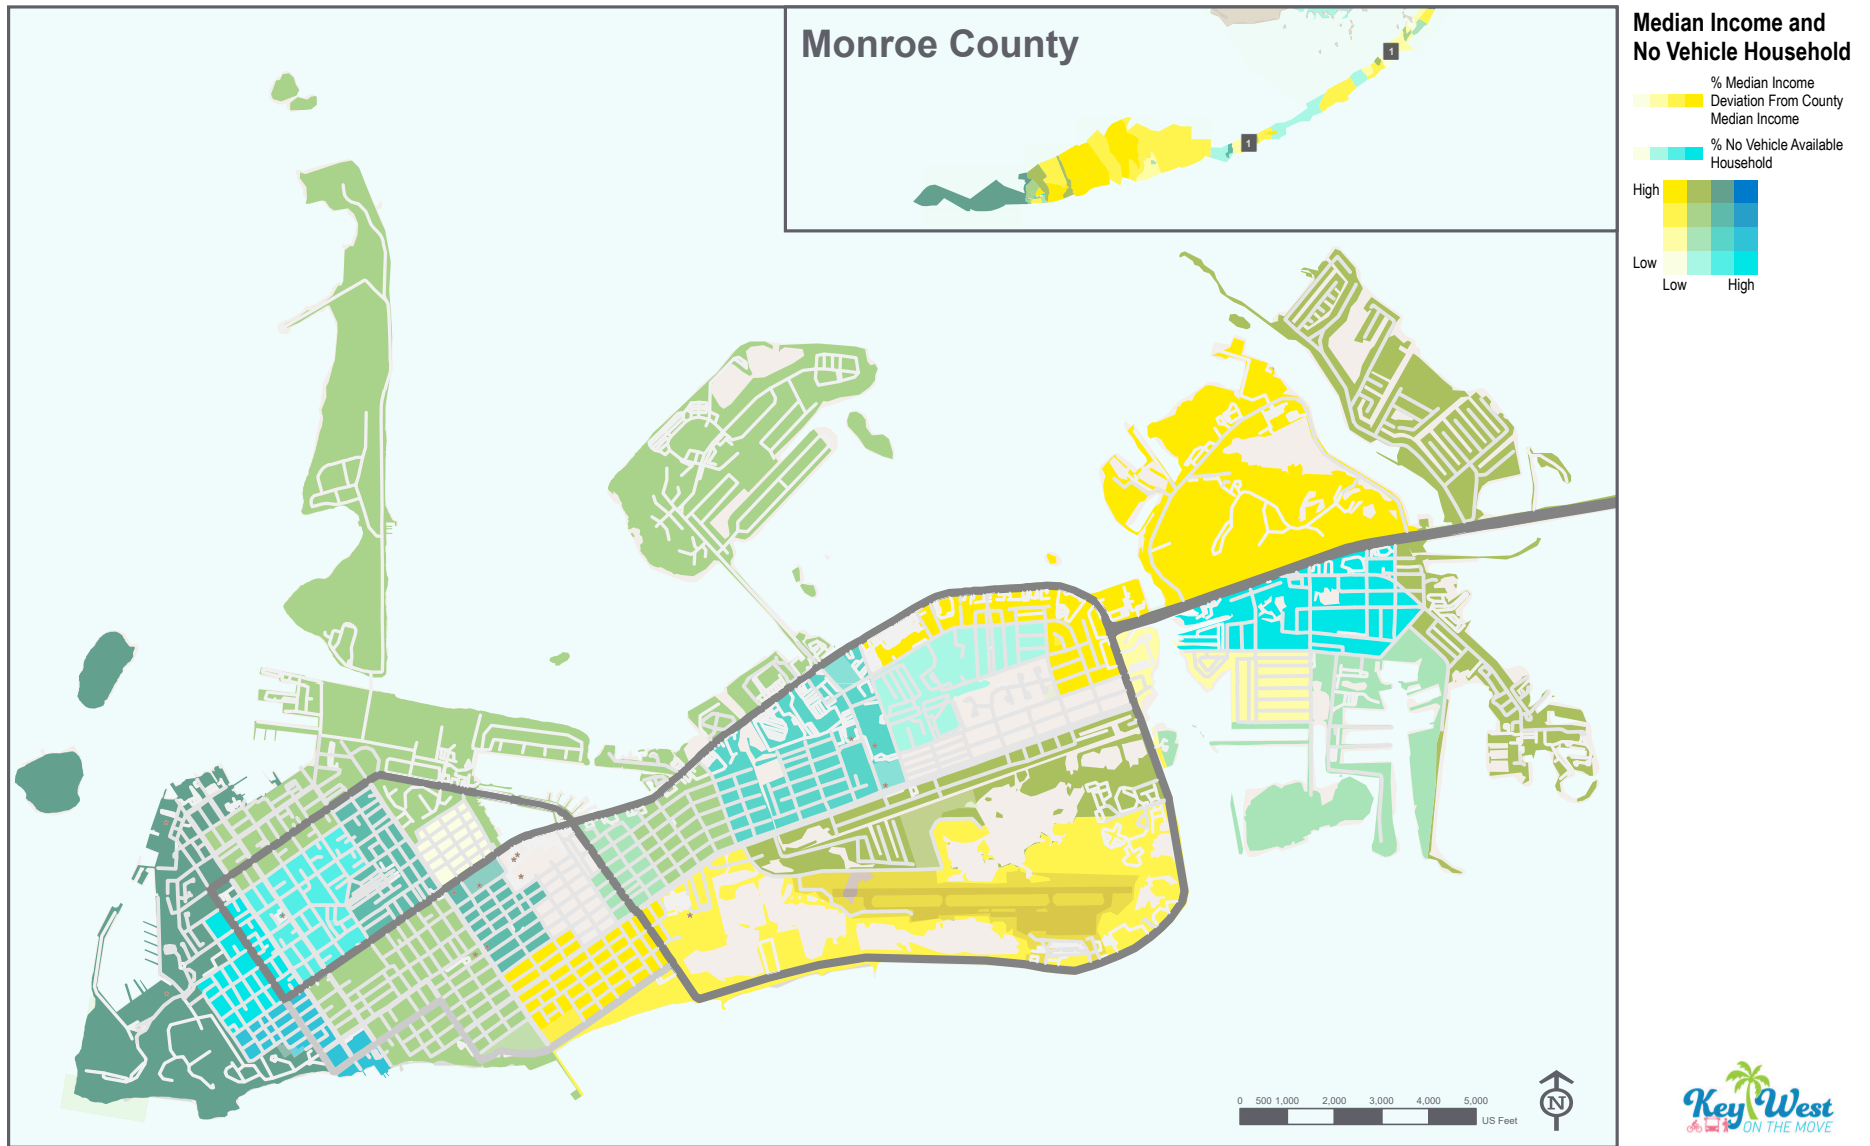 Monroe County
1
1
Median Income and
No Vehicle Household
% Median Income
Deviation From County
Median Income
% No Vehicle Available
Household
High
Low
Low High
0 500 1,000 2,000 3,000 4,000 5,000
US Feet
N
Key West
ON THE MOVE